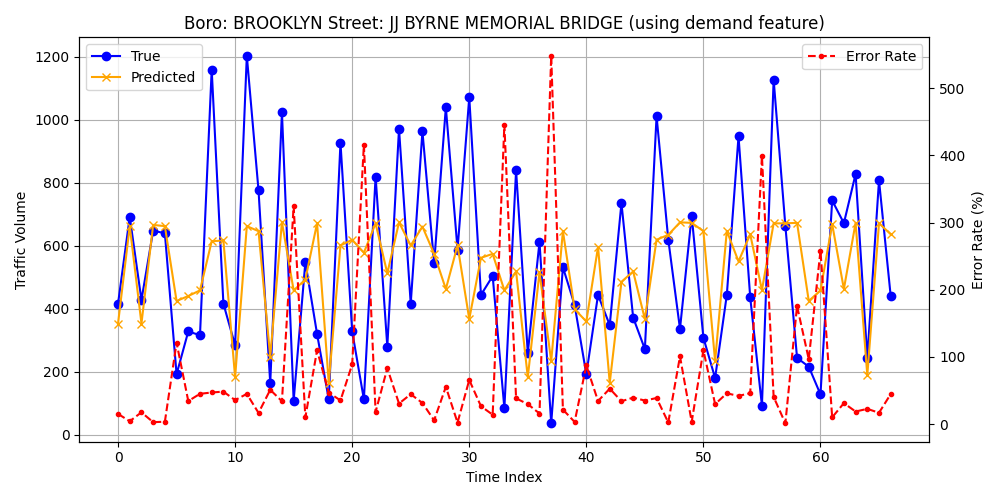 Boro: BROOKLYN Street: JJ BYRNE MEMORIAL BRIDGE (using demand feature)
True
Predicted
Error Rate
Traffic Volume
1200
1000
800
600
400
200
0
500
400
300
200
100
0
Error Rate (%)
0 10 20 30 40 50 60
Time Index